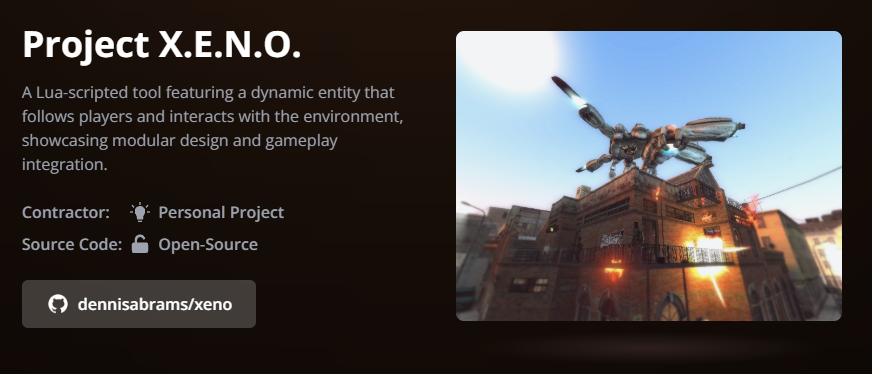 Project X.E.N.O.
A Lua-scripted tool featuring a dynamic entity that
follows players and interacts with the environment,
showcasing modular design and gameplay
integration.
Contractor: Personal Project
Source Code: Open-Source
dennisabrams/xeno